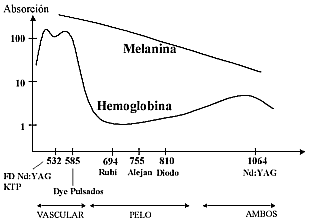 Absorción
100
Melanina
10
Hemoglobina
1
532 585 694 755 810 1064
Rubí Alejan Diodo Nd:YAG
FD Nd:YAG
KTP
Dye Pulsados
VASCULAR PELO AMBOS